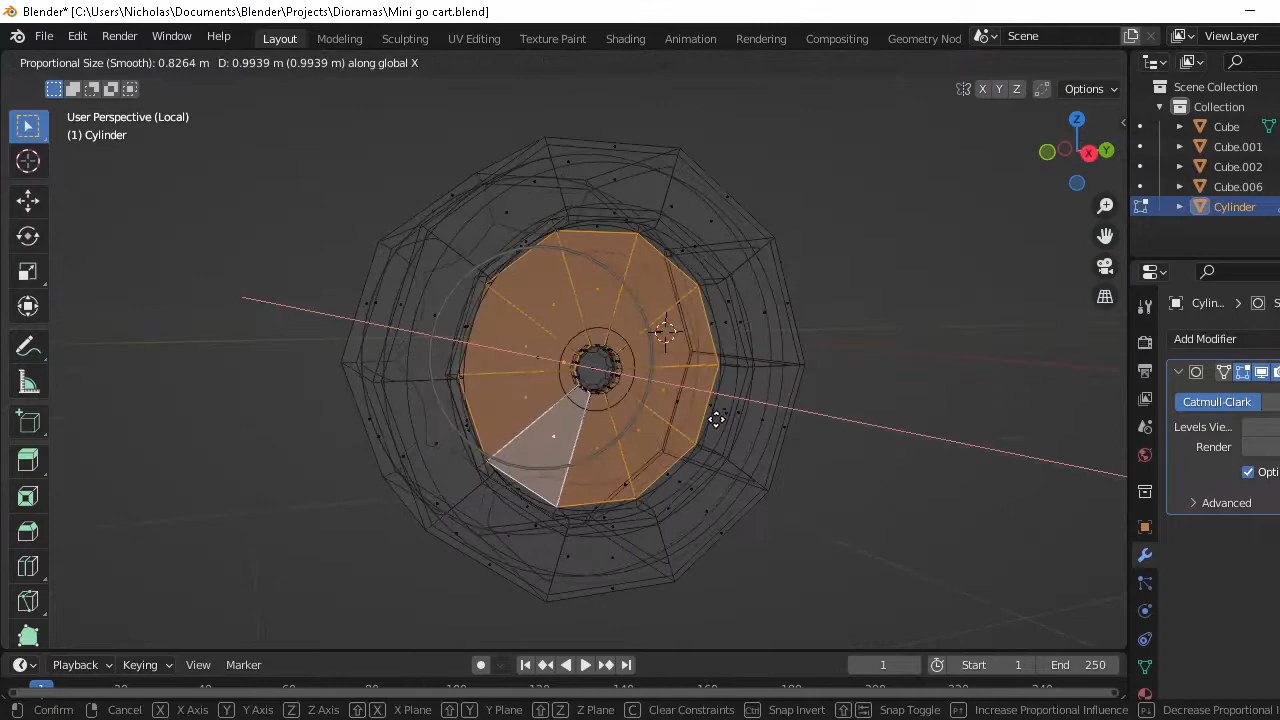 Blender* [C:\Users\Nicholas\Documents\Blender\Projects\Dioramas\Mini go cart.blend]
File Edit Render Window Help Layout Modeling Sculpting UV Editing Texture Paint Shading Animation Rendering Compositing Geometry Nod Scene ViewLayer
Proportional Size (Smooth): 0.8264 m D: 0.9939 m (0.9939 m) along global X
X Y Z Options
User Perspective (Local)
(1) Cylinder
Z
X
Y
Scene Collection
Collection
Cube
Cube.001
Cube.002
Cube.006
Cylinder
Cylin... S
Add Modifier
Catmull-Clark
Levels Vie...
Render
Opti
Advanced
Playback Keying View Marker 1 Start 1 End 250
1
Confirm Cancel X X Axis Y Y Axis Z Z Axis X X Plane Y Y Plane Z Z Plane C Clear Constraints Ctrl Snap Invert Snap Toggle Increase Proportional Influence Decrease Proportional